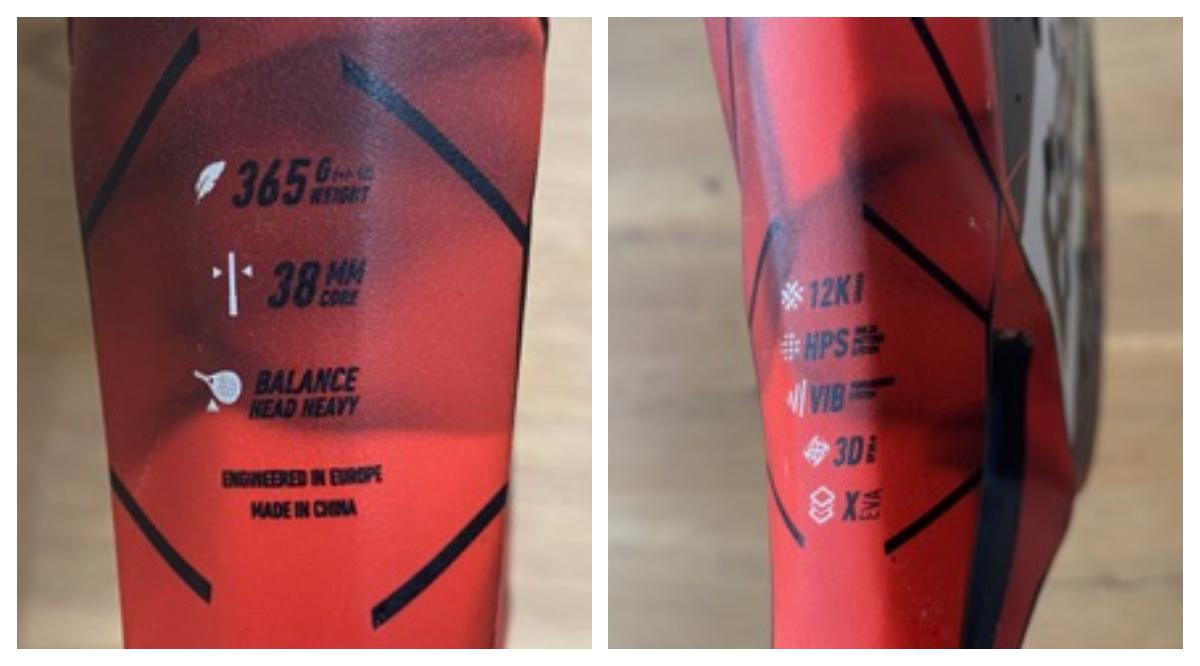 365 G
WEIGHT
38 MM
CORE
BALANCE
HEAD HEAVY
ENGINEERED IN EUROPE
MADE IN CHINA
12K
HPS
VIB
3D
X EVA